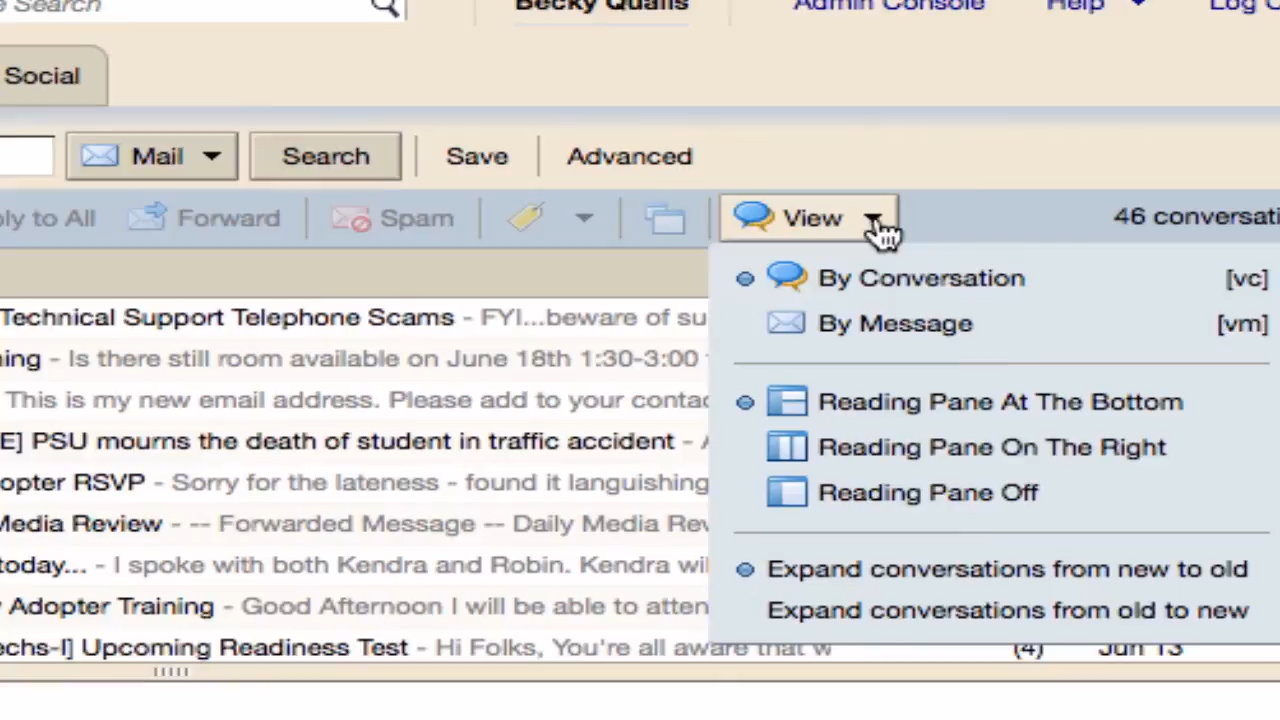 e Search Becky Qualls Admin Console Help Log
Social
Mail Search Save Advanced
to All Forward Spam View 46
By Conversation [vc]
Technical Support Telephone Scams - FYI...beware of
By Message [vm]
- Is there still room available on June 18th 1:30-3:00
This is my new email address. Please add to your
Reading Pane At The Bottom
E] PSU mourns the death of student in traffic accident -
Reading Pane On The Right
RSVP - Sorry for the lateness - found it languishing
Reading Pane Off
Media Review - -- Forwarded Message -- Daily Media
today... - I spoke with both Kendra and Robin. Kendra
Expand conversations from new to old
Adopter Training - Good Afternoon I will be able to
Expand conversations from old to new
Upcoming Readiness Test - Hi Folks, You're all aware that w (4) Jun 13